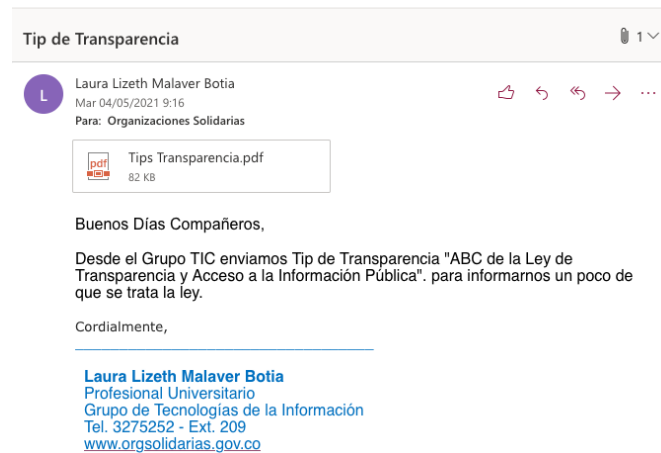 Tip de Transparencia
1
L
Laura Lizeth Malaver Botia
Mar 04/05/2021 9:16
Para: Organizaciones Solidarias
pdf
Tips Transparencia.pdf
82 KB
Buenos Días Compañeros,
Desde el Grupo TIC enviamos Tip de Transparencia "ABC de la Ley de
Transparencia y Acceso a la Información Pública". para informarnos un poco de
que se trata la ley.
Cordialmente,
Laura Lizeth Malaver Botia
Profesional Universitario
Grupo de Tecnologías de la Información
Tel. 3275252 - Ext. 209
www.orgsolidarias.gov.co